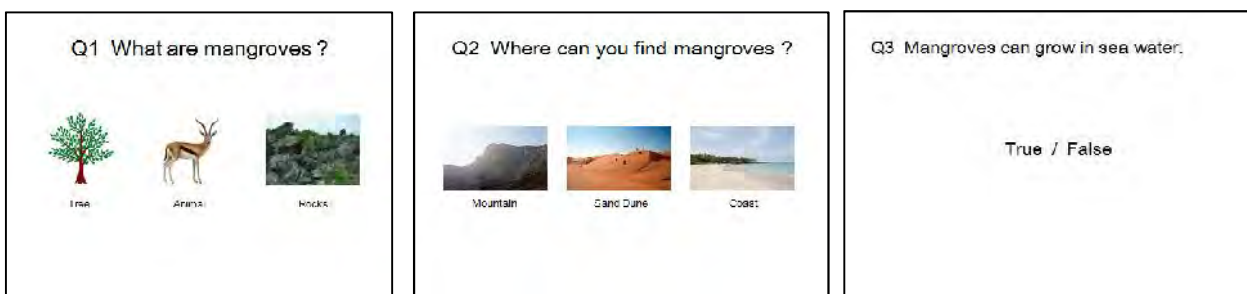 Q1 What are mangroves ?
Tree
Animal
Rocks
Q2 Where can you find mangroves ?
Mountain
Sand Dune
Coast
Q3 Mangroves can grow in sea water.
True / False